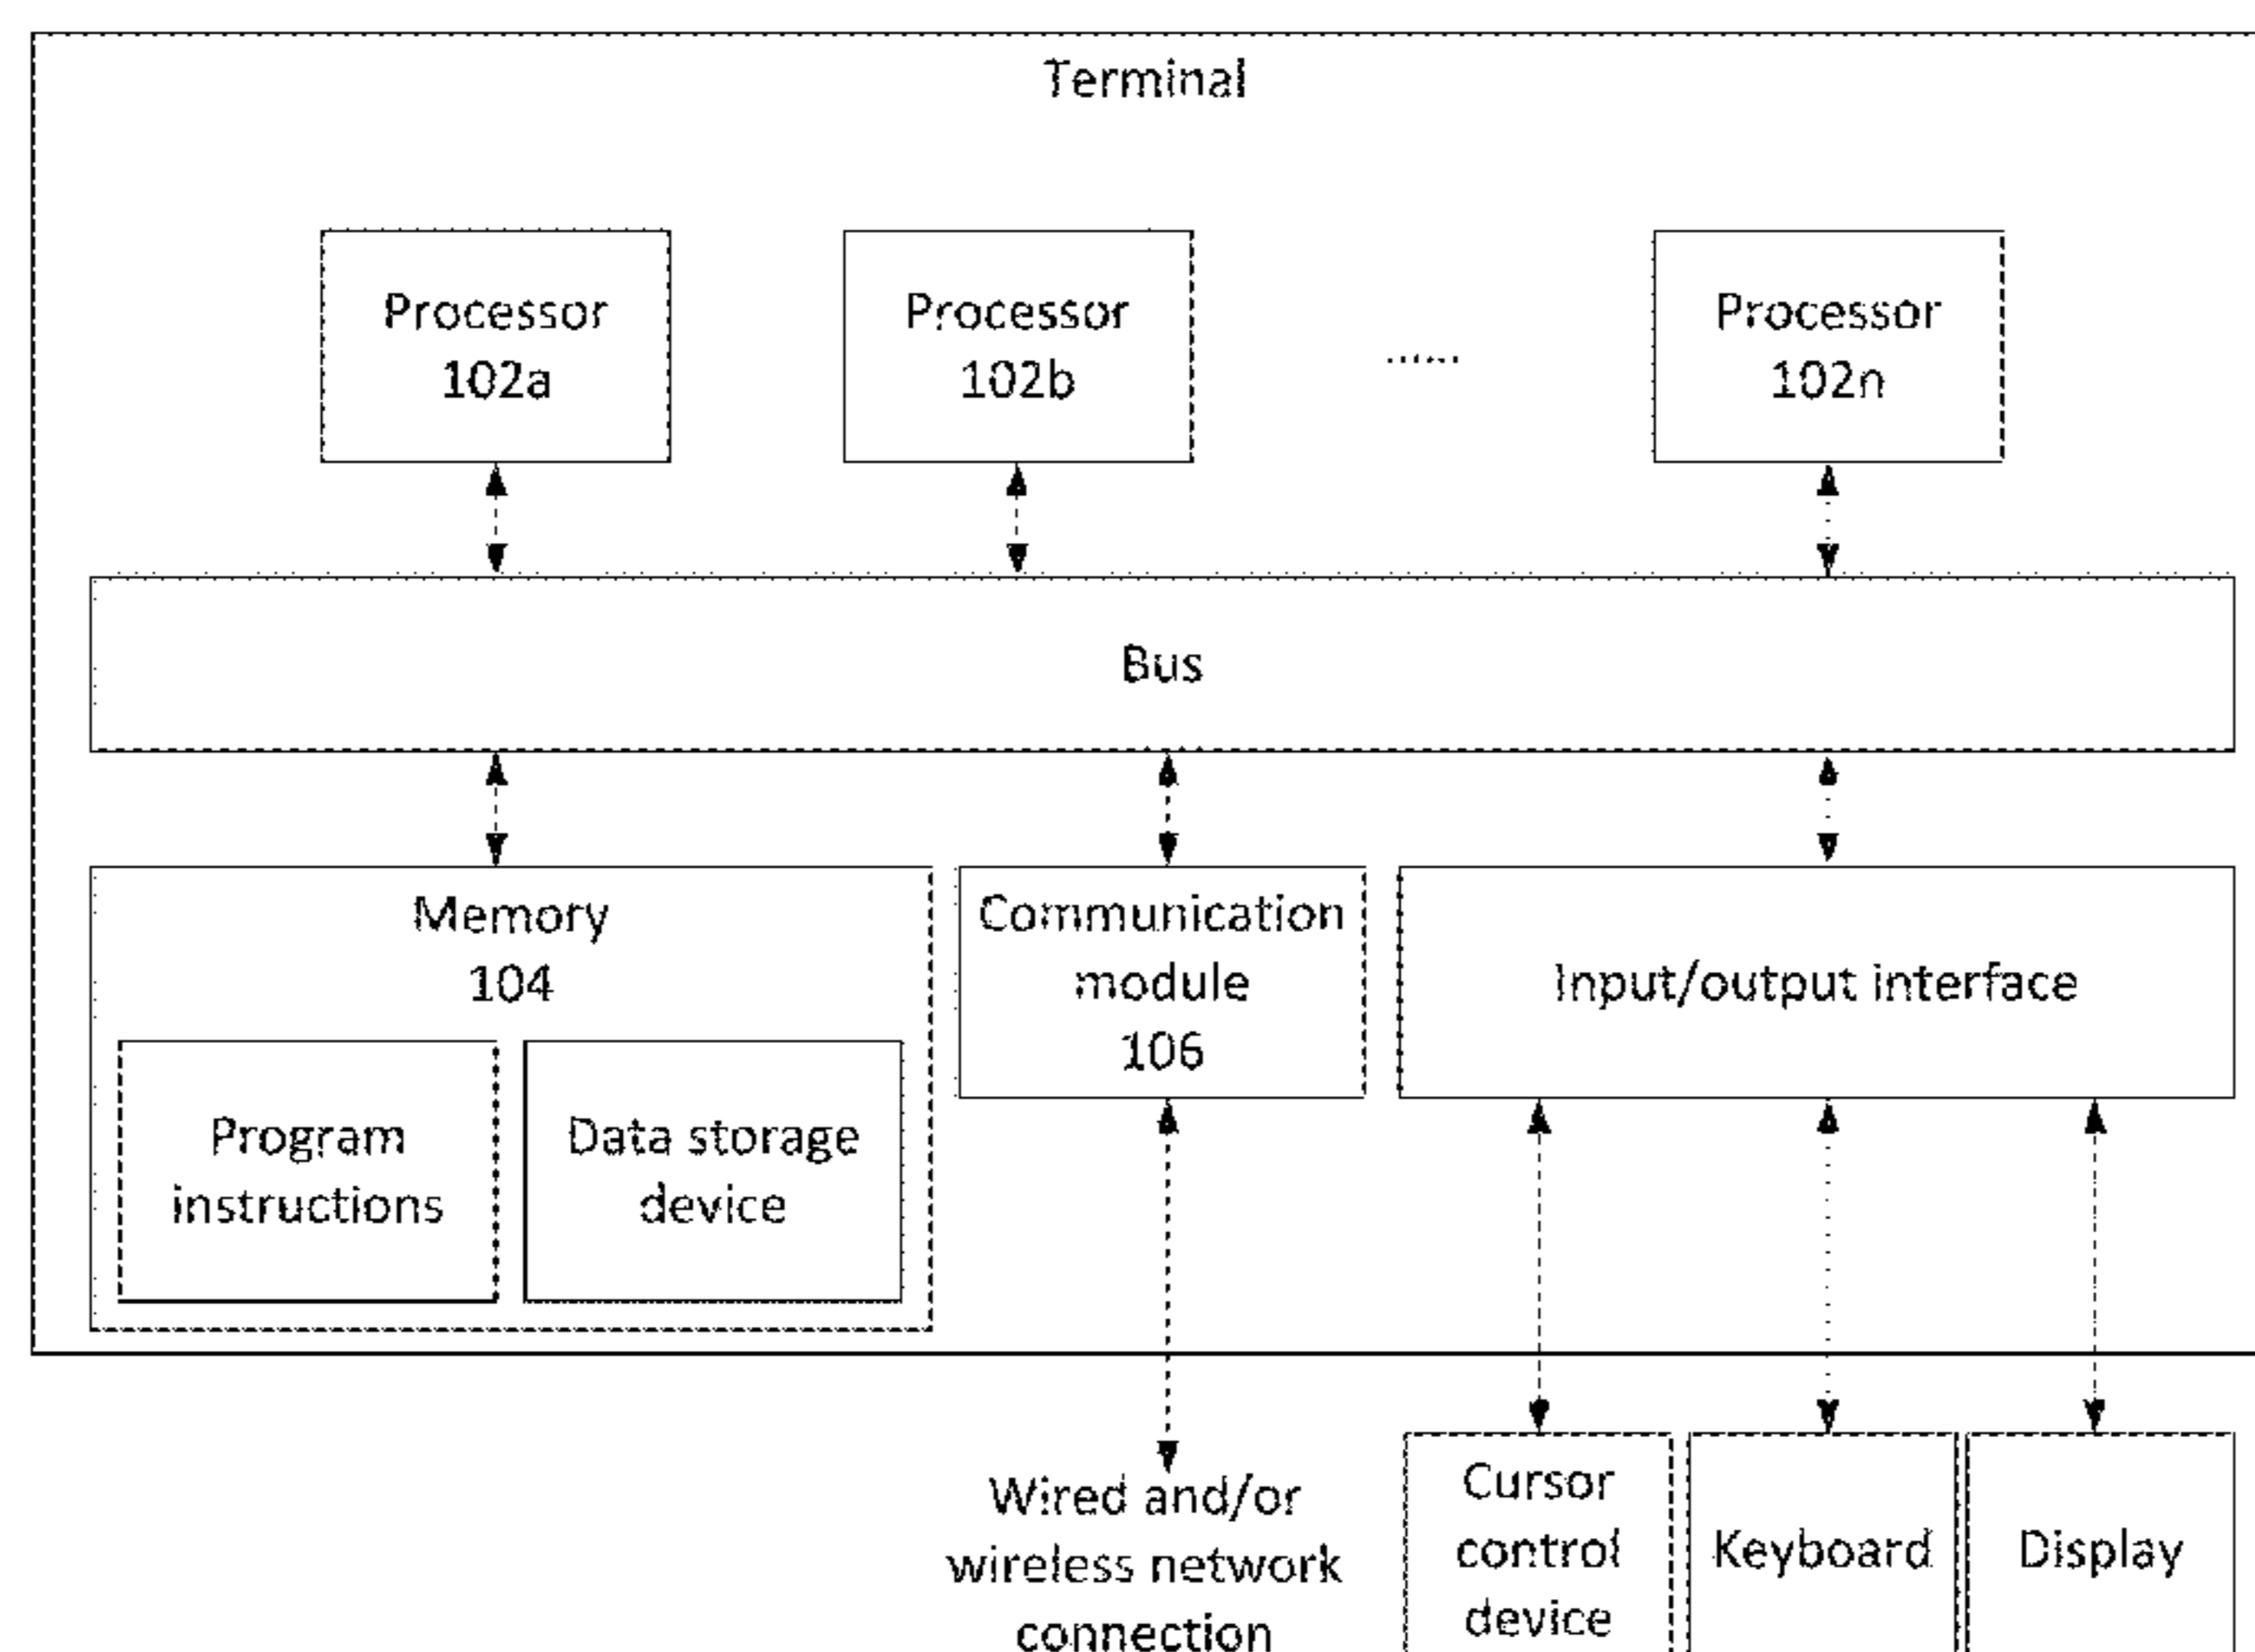 Terminal
Processor
102a
Processor
102b
......
Processor
102n
Bus
Memory
104
Program
instructions
Data storage
device
Communication
module
106
Input/output interface
Wired and/or
wireless network
connection
Cursor
control
device
Keyboard
Display